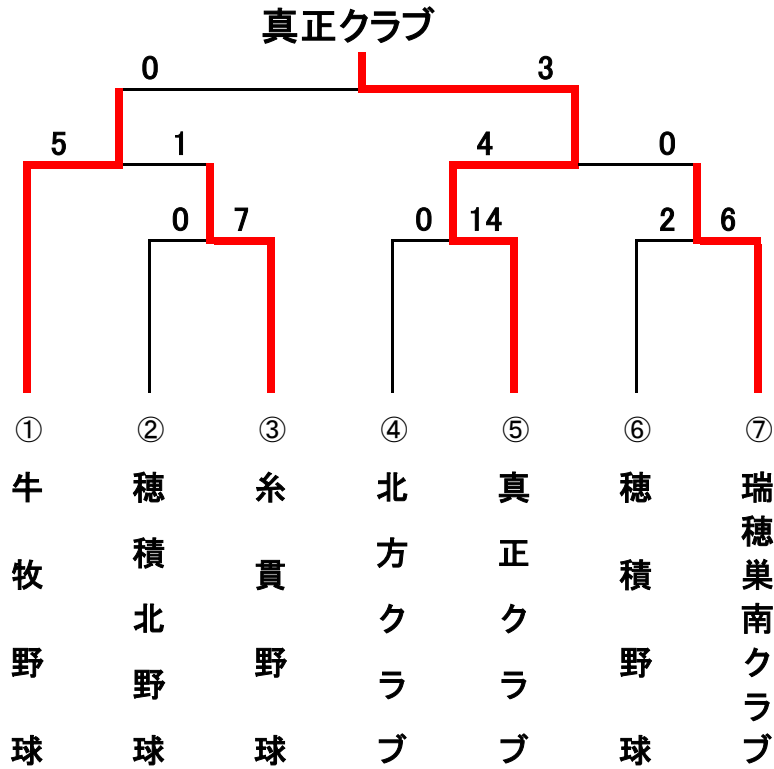 真正クラブ
0 3
5 1 4 0
0 7 0 14 2 6
① ② ③ ④ ⑤ ⑥ ⑦
牛牧野球
穂積北野球
糸貫野球
北方クラブ
真正クラブ
穂積野球
瑞穂巣南クラブ